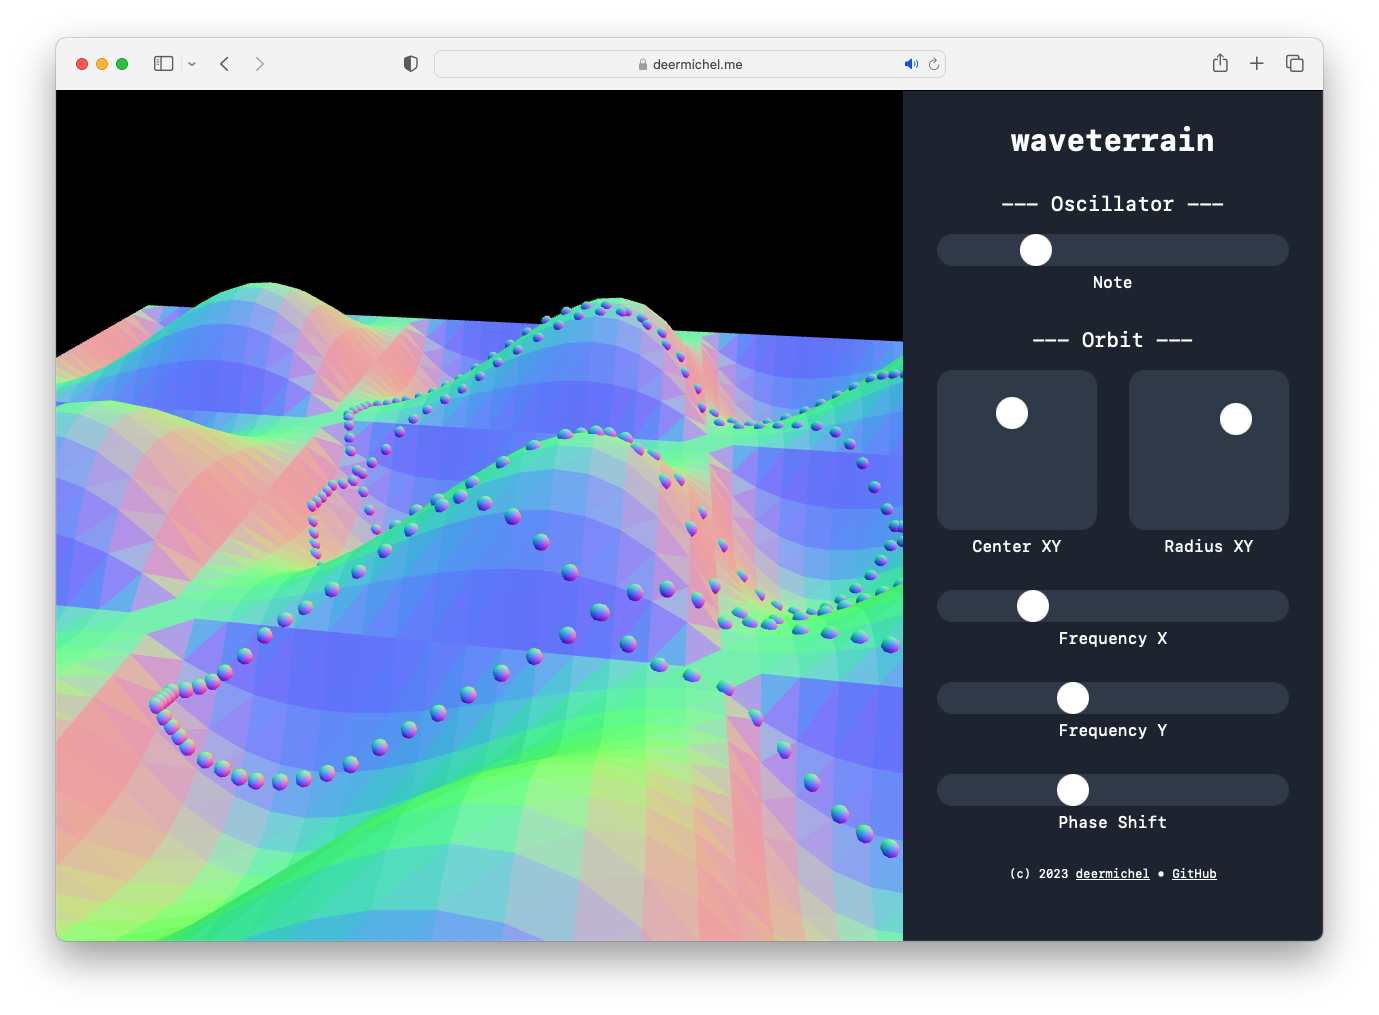 deermichel.me
waveterrain
--- Oscillator ---
Note
--- Orbit ---
Center XY
Radius XY
Frequency X
Frequency Y
Phase Shift
(c) 2023 deermichel • GitHub